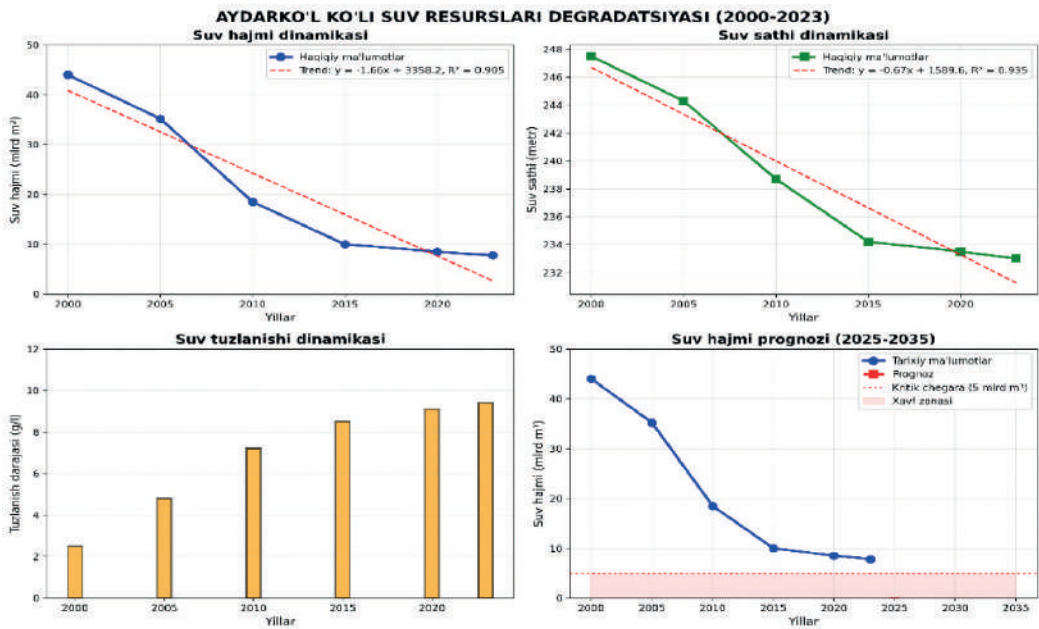 AYDARKO'L KO'LI SUV RESURSLARI DEGRADATSIYASI (2000-2023)
Suv hajmi dinamikasi
50
40
30
20
10
0
Suv hajmi (mlrd m³)
Haqiqiy ma'lumotlar
Trend: y = -1.66x + 3358.2, R² = 0.905
2000
2005
2010
2015
2020
Yillar
Suv sathi dinamikasi
248
246
244
242
240
238
236
234
232
Suv sathi (metr)
Haqiqiy ma'lumotlar
Trend: y = -0.67x + 1589.6, R² = 0.935
2000
2005
2010
2015
2020
Yillar
Suv tuzlanishi dinamikasi
12
10
8
6
4
2
0
Tuzlanish darajasi (g/l)
2000
2005
2010
2015
2020
Yillar
Suv hajmi prognozi (2025-2035)
50
40
30
20
10
0
Suv hajmi (mlrd m³)
Tarixiy ma'lumotlar
Prognoz
Kritik chegara (5 mlrd m³)
Xavf zonasi
2000
2005
2010
2015
2020
2025
2030
2035
Yillar